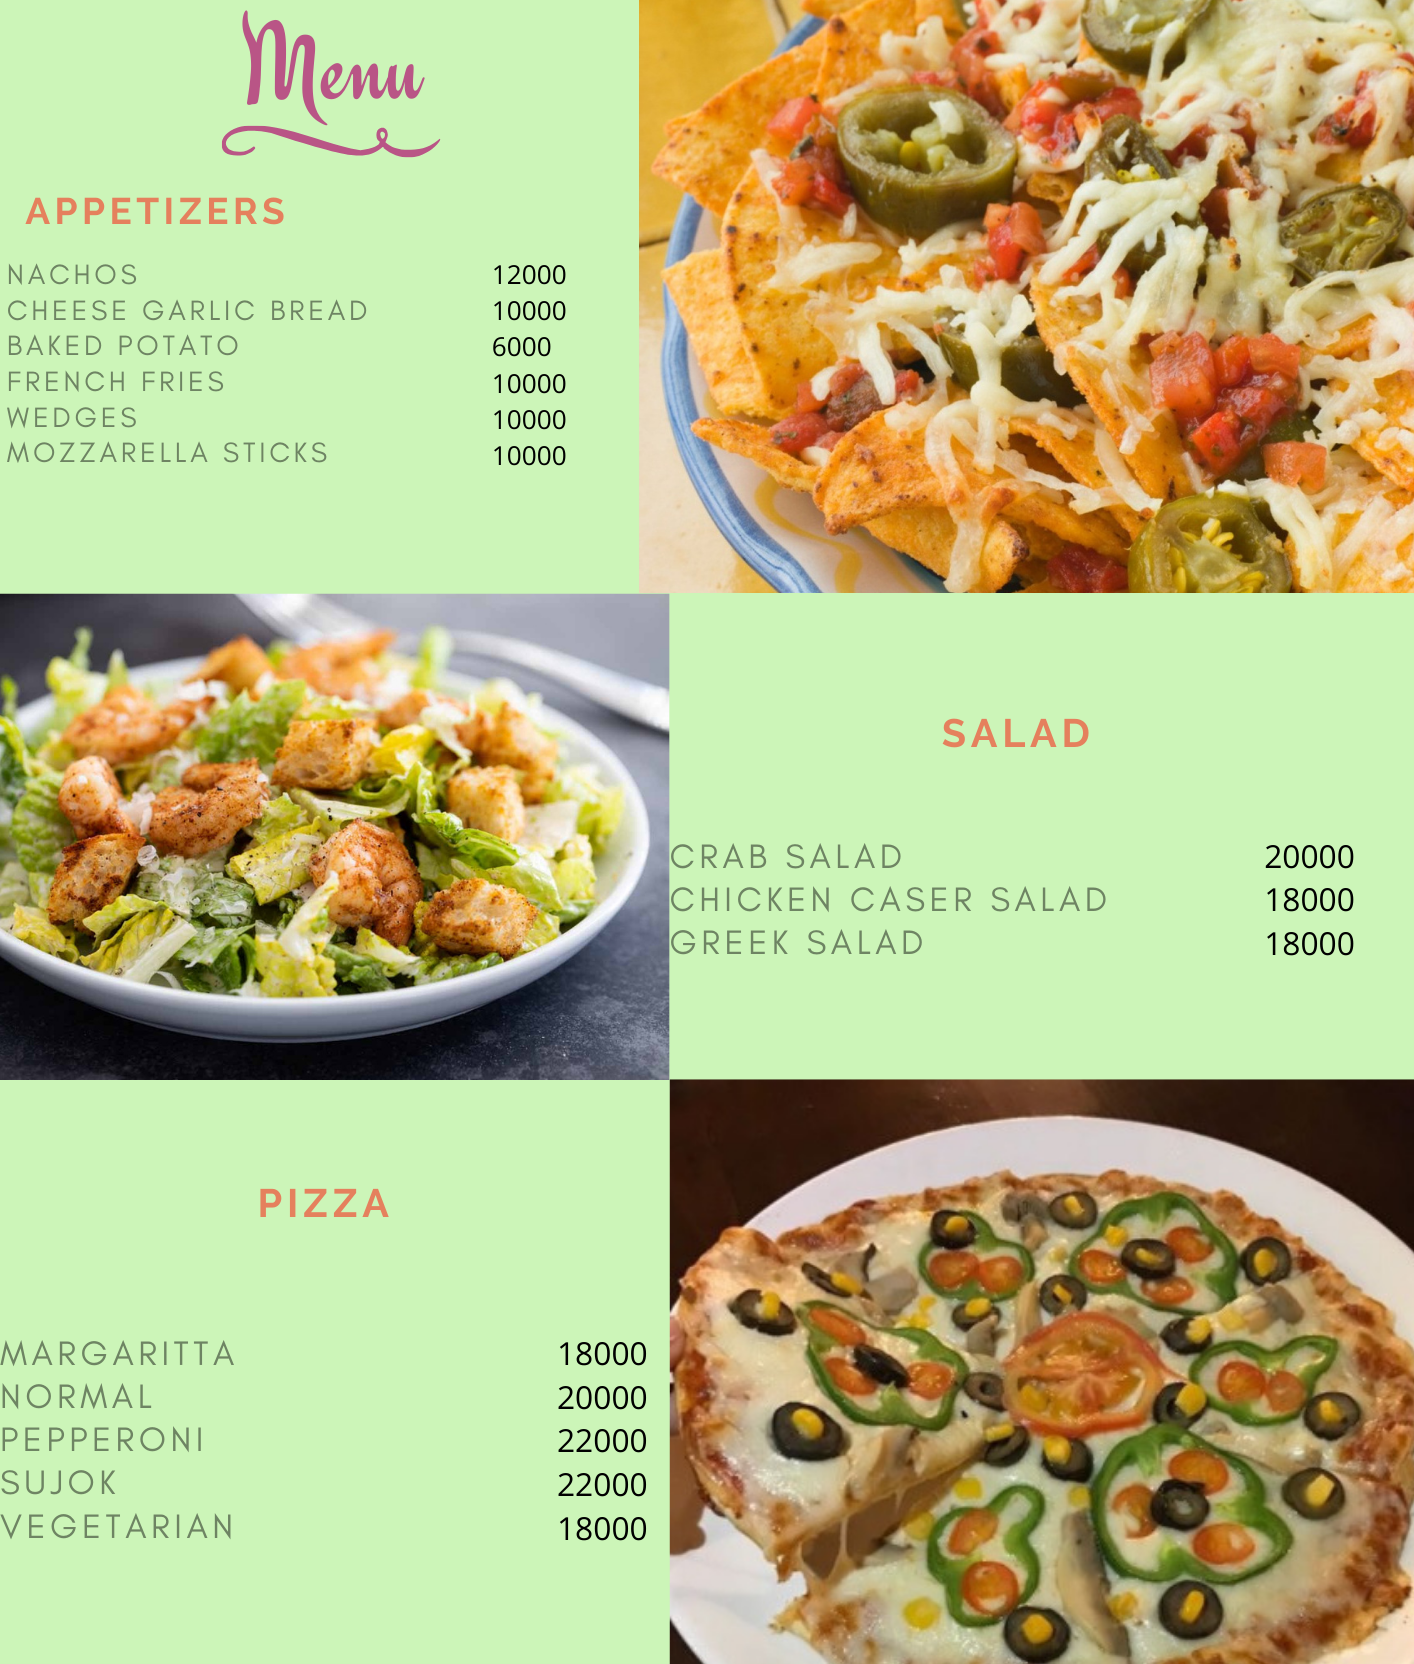 Menu
APPETIZERS
NACHOS 12000
CHEESE GARLIC BREAD 10000
BAKED POTATO 6000
FRENCH FRIES 10000
WEDGES 10000
MOZZARELLA STICKS 10000
SALAD
CRAB SALAD 20000
CHICKEN CASER SALAD 18000
GREEK SALAD 18000
PIZZA
MARGARITTA 18000
NORMAL 20000
PEPPERONI 22000
SUJOK 22000
VEGETARIAN 18000